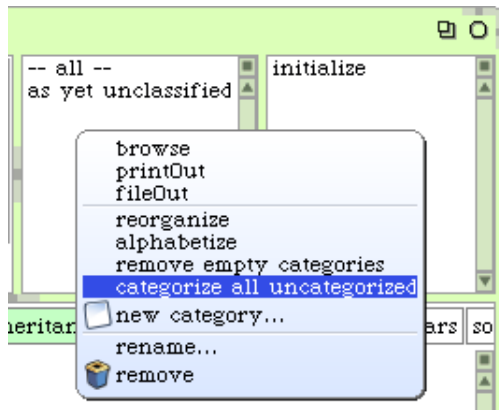 -- all --
as yet unclassified
initialize
browse
printOut
fileOut
reorganize
alphabetize
remove empty categories
categorize all uncategorized
new category...
rename...
remove